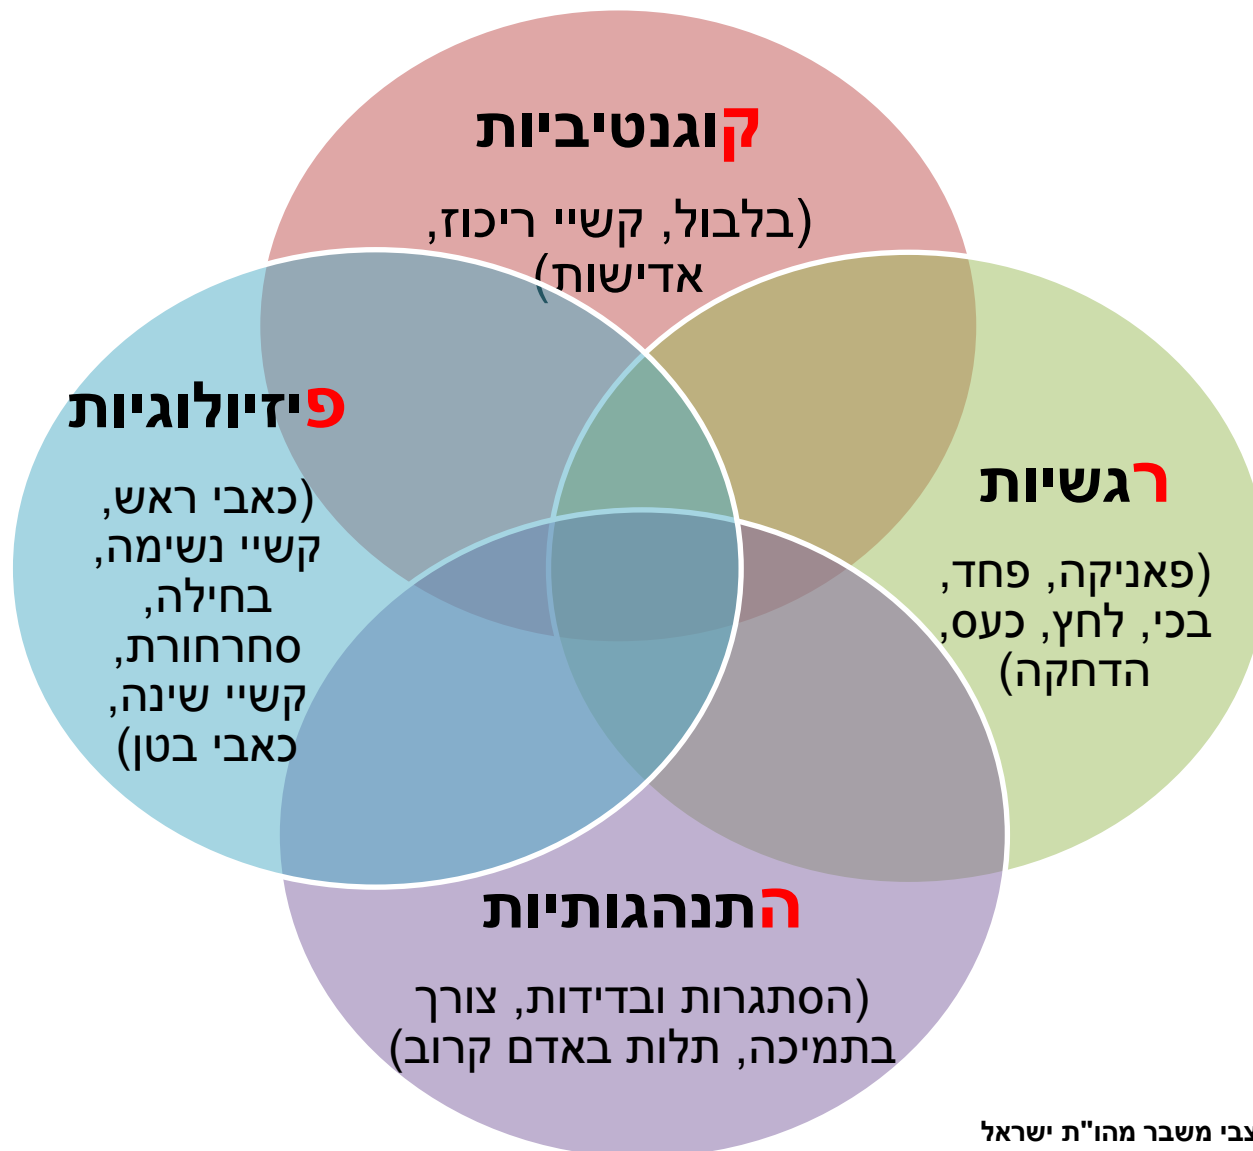 קוגנטיביות
(בלבול, קשיי ריכוז,
אדישות)
רגשיות
(פאניקה, פחד,
בכי, לחץ, כעס,
הדחקה)
פיזיולוגיות
(כאבי ראש,
קשיי נשימה,
בחילה,
סחרחורת,
קשיי שינה,
כאבי בטן)
התנהגותיות
(הסתגרות ובדידות, צורך
בתמיכה, תלות באדם קרוב)
משבר מהו"ת ישראל